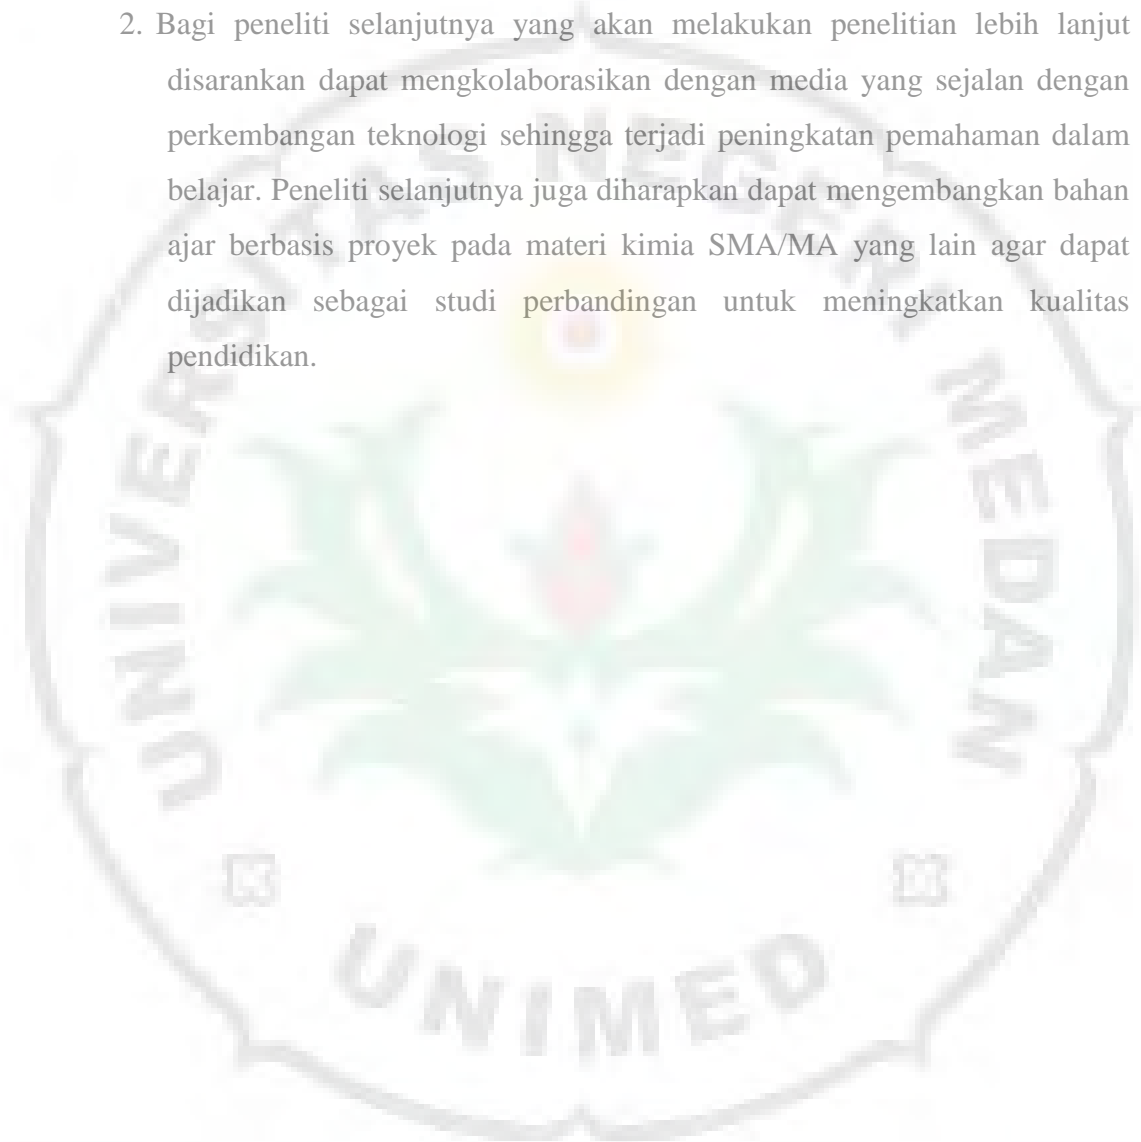 2. Bagi peneliti selanjutnya yang akan melakukan penelitian lebih lanjut
disarankan dapat mengkolaborasikan dengan media yang sejalan dengan
perkembangan teknologi sehingga terjadi peningkatan pemahaman dalam
belajar. Peneliti selanjutnya juga diharapkan dapat mengembangkan bahan
ajar berbasis proyek pada materi kimia SMA/MA yang lain agar dapat
dijadikan sebagai studi perbandingan untuk meningkatkan kualitas
pendidikan.
UNIVERSITAS NEGERI MEDAN
UNIMED